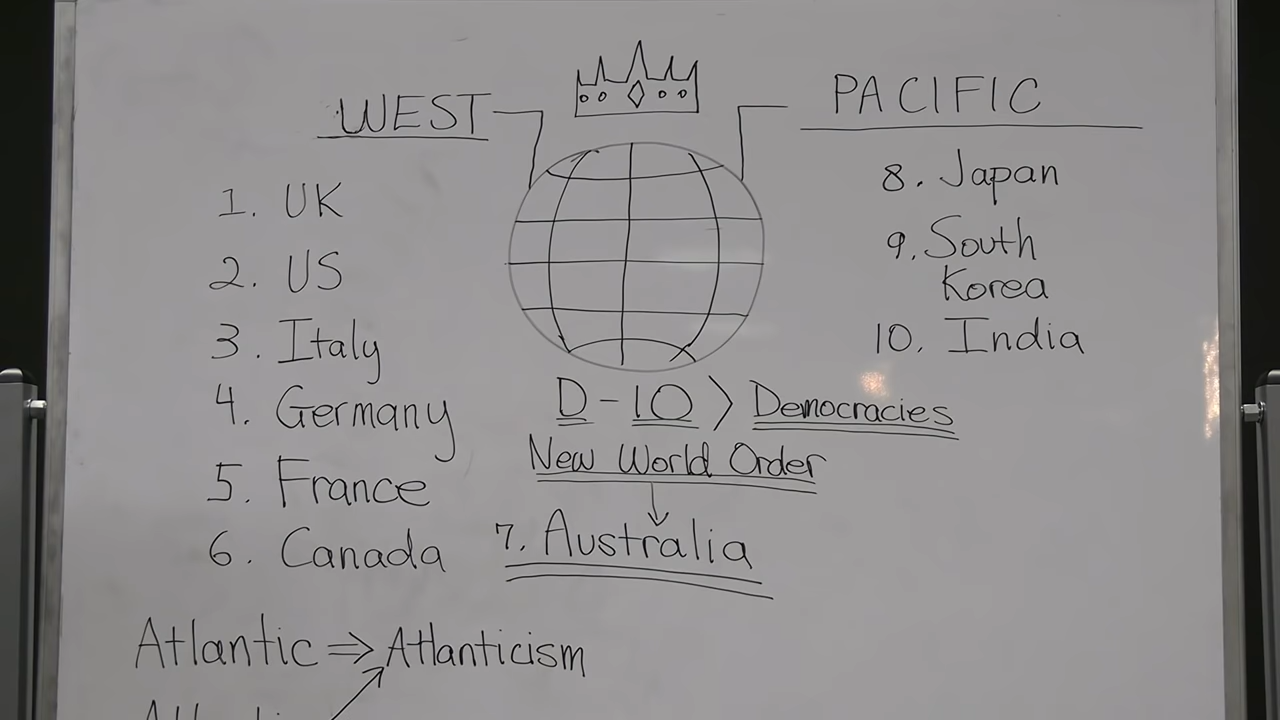 WEST
1. UK
2. US
3. Italy
4. Germany
5. France
6. Canada
PACIFIC
8. Japan
9. South
Korea
10. India
D-10 > Democracies
New World Order
7. Australia
Atlantic ⇒ Atlanticism